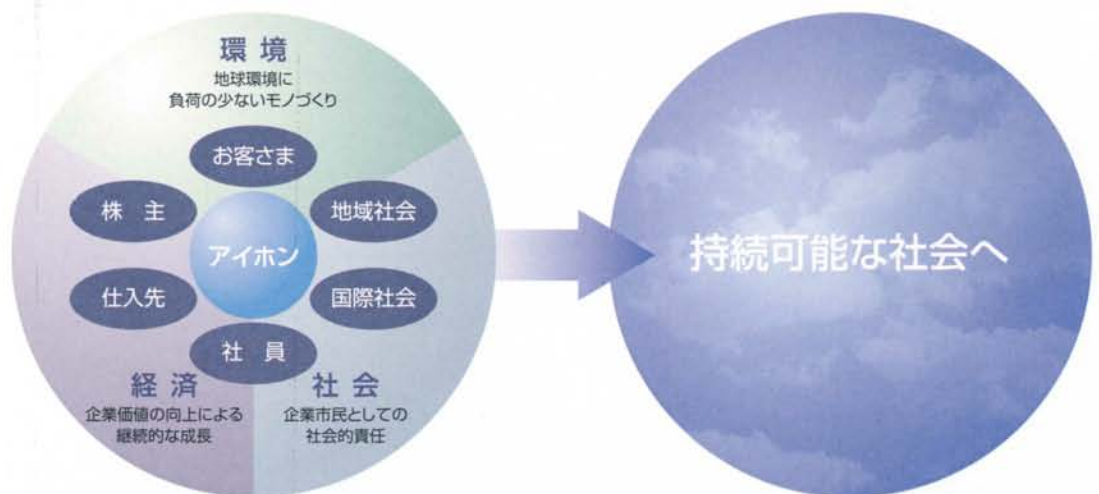 環境
地球環境に
負荷の少ないモノづくり
お客さま
株 主
地域社会
アイホン
仕入先
国際社会
社 員
経済
企業価値の向上による
継続的な成長
社会
企業市民としての
社会的責任
持続可能な社会へ